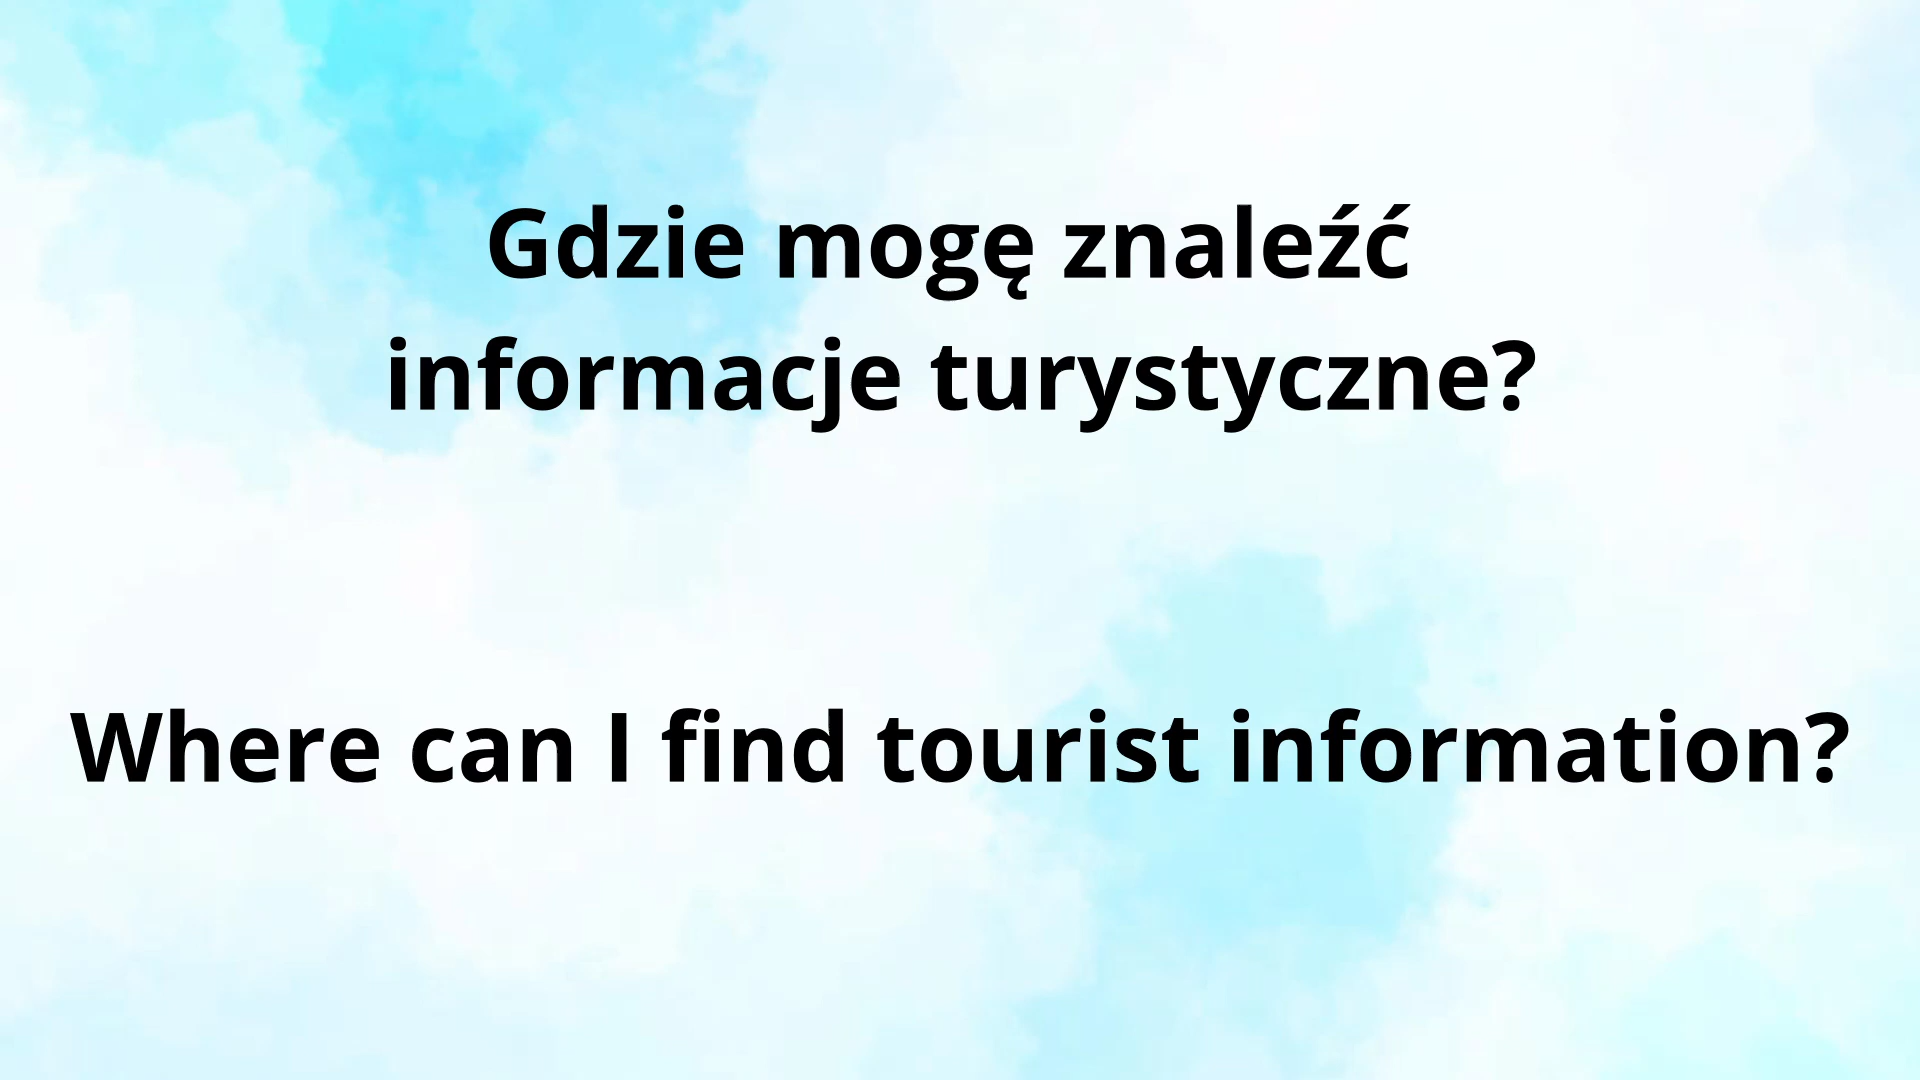 Gdzie mogę znaleźć
informacje turystyczne?
Where can I find tourist information?